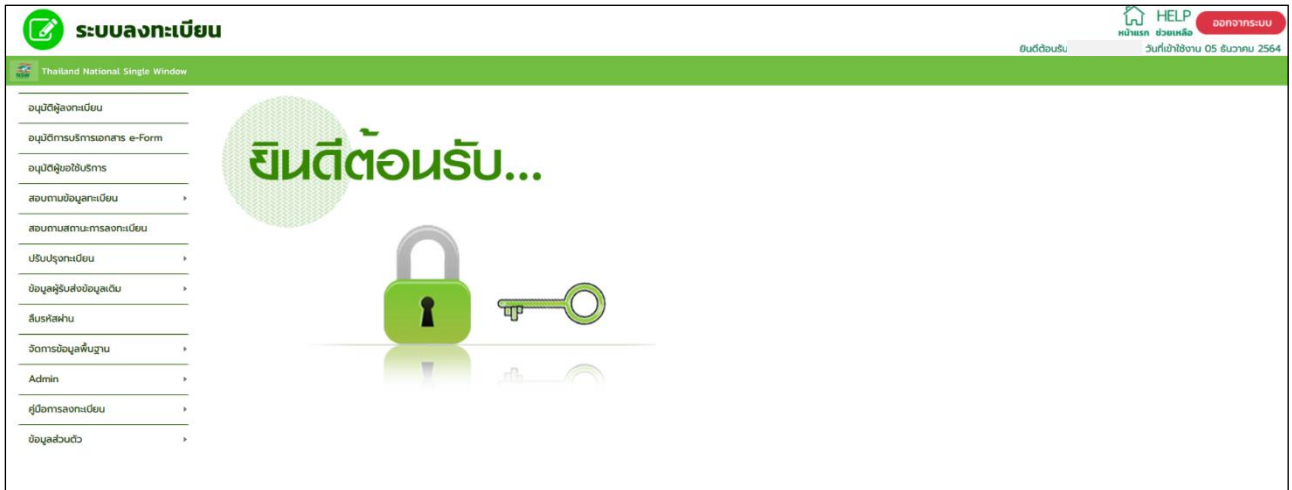 ระบบลงทะเบียน
HELP
หน้าแรก ช่วยเหลือ
ออกจากระบบ
ยินดีต้อนรับ วันที่เข้าใช้งาน 05 ธันวาคม 2564
NSW Thailand National Single Window
อนุมัติผู้ลงทะเบียน
อนุมัติการบริการเอกสาร e-Form
อนุมัติผู้ขอใช้บริการ
สอบถามข้อมูลทะเบียน
สอบถามสถานะการลงทะเบียน
ปรับปรุงทะเบียน
ข้อมูลผู้รับส่งข้อมูลเดิม
ลืมรหัสผ่าน
จัดการข้อมูลพื้นฐาน
Admin
คู่มือการลงทะเบียน
ข้อมูลส่วนตัว
ยินดีต้อนรับ...